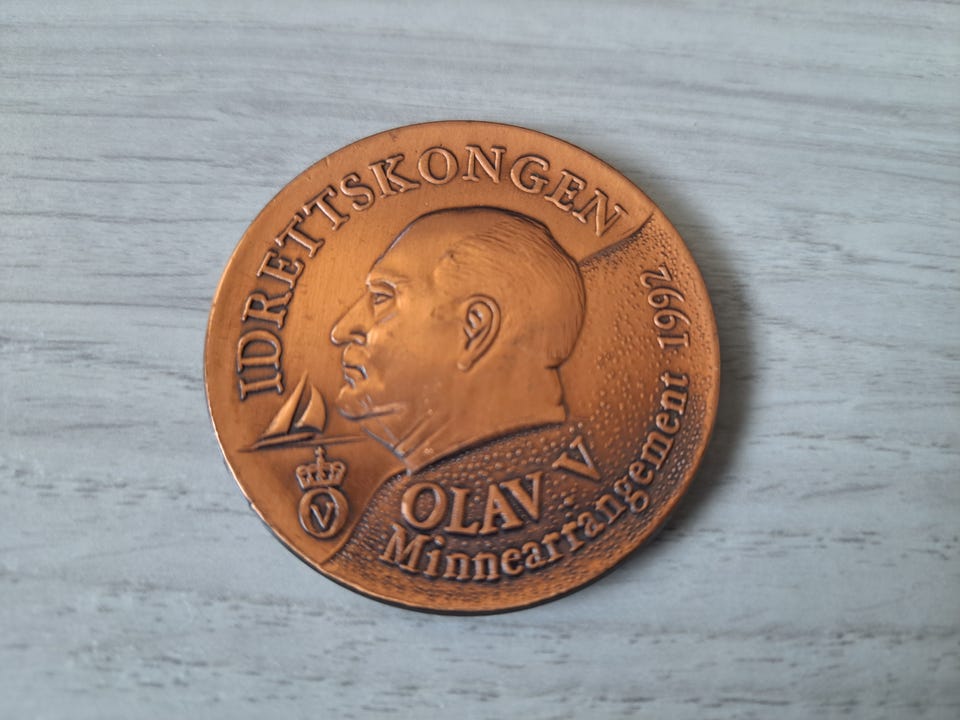 IDRETTSKONGEN
OLAV V
Minnearrangement 1992
V